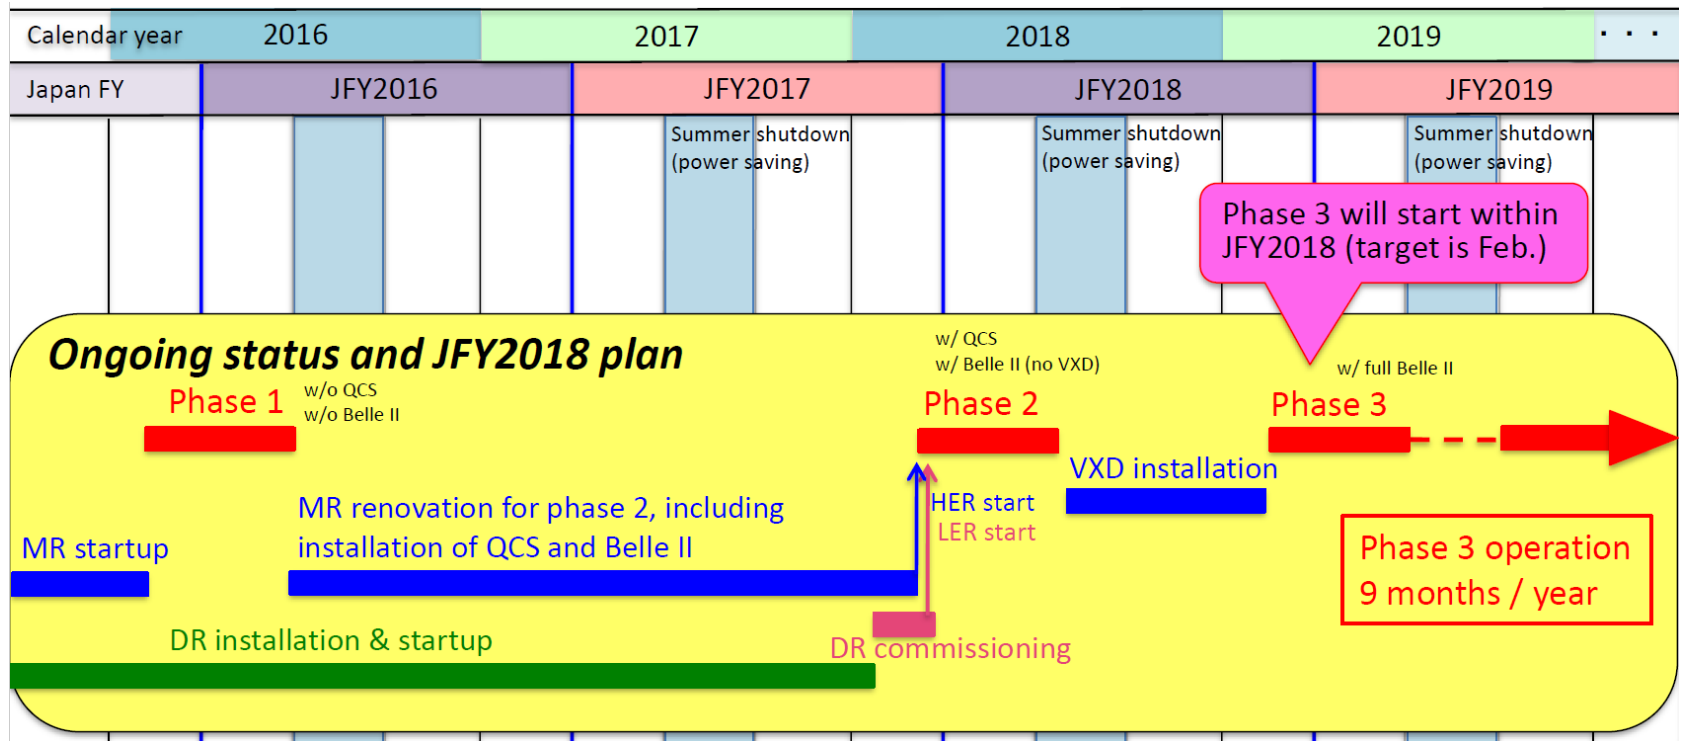 Calendar year 2016 2017 2018 2019 ・・・
Japan FY JFY2016 JFY2017 JFY2018 JFY2019
Summer shutdown
(power saving)
Summer shutdown
(power saving)
Summer shutdown
(power saving)
Phase 3 will start within
JFY2018 (target is Feb.)
Ongoing status and JFY2018 plan
Phase 1
w/o QCS
w/o Belle II
w/ QCS
w/ Belle II (no VXD)
Phase 2
w/ full Belle II
Phase 3
VXD installation
HER start
LER start
MR renovation for phase 2, including
installation of QCS and Belle II
MR startup
Phase 3 operation
9 months / year
DR installation & startup
DR commissioning